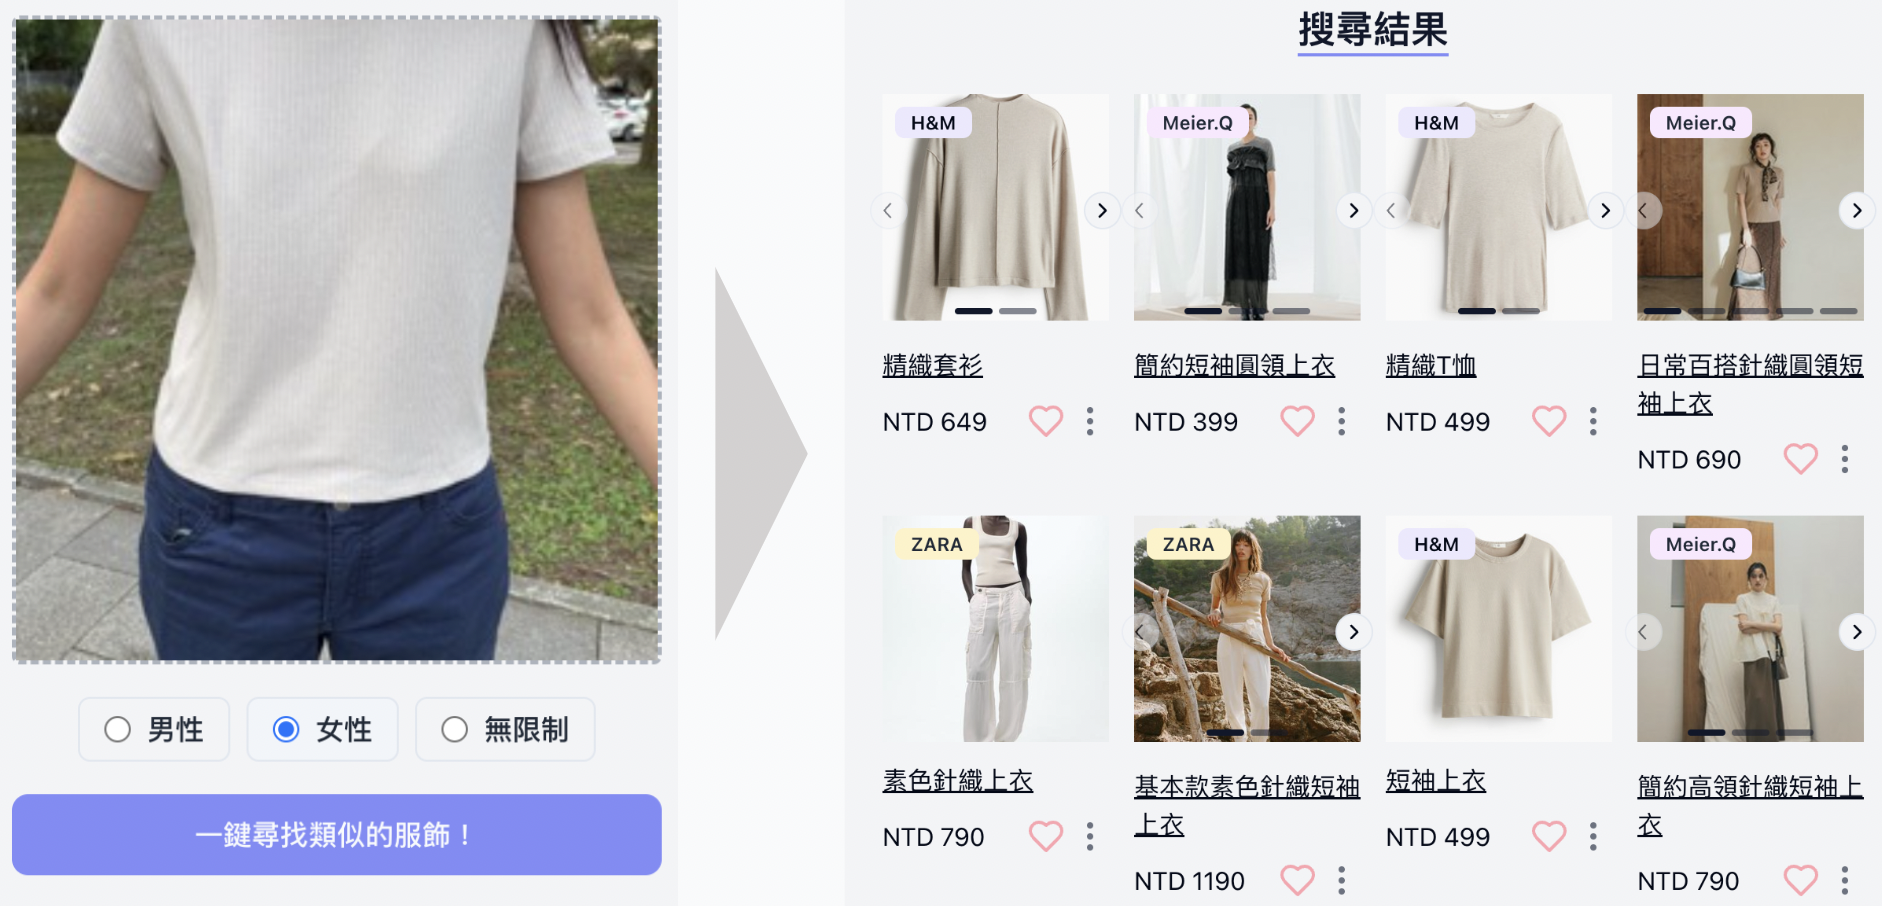 搜尋結果
H&M
Meier.Q
H&M
Meier.Q
精織套衫
NTD 649
簡約短袖圓領上衣
NTD 399
精織T恤
NTD 499
日常百搭針織圓領短
袖上衣
NTD 690
ZARA
ZARA
H&M
Meier.Q
素色針織上衣
NTD 790
基本款素色針織短袖
上衣
NTD 1190
短袖上衣
NTD 499
簡約高領針織短袖上
衣
NTD 790
男性
女性
無限制
一鍵尋找類似的服飾！